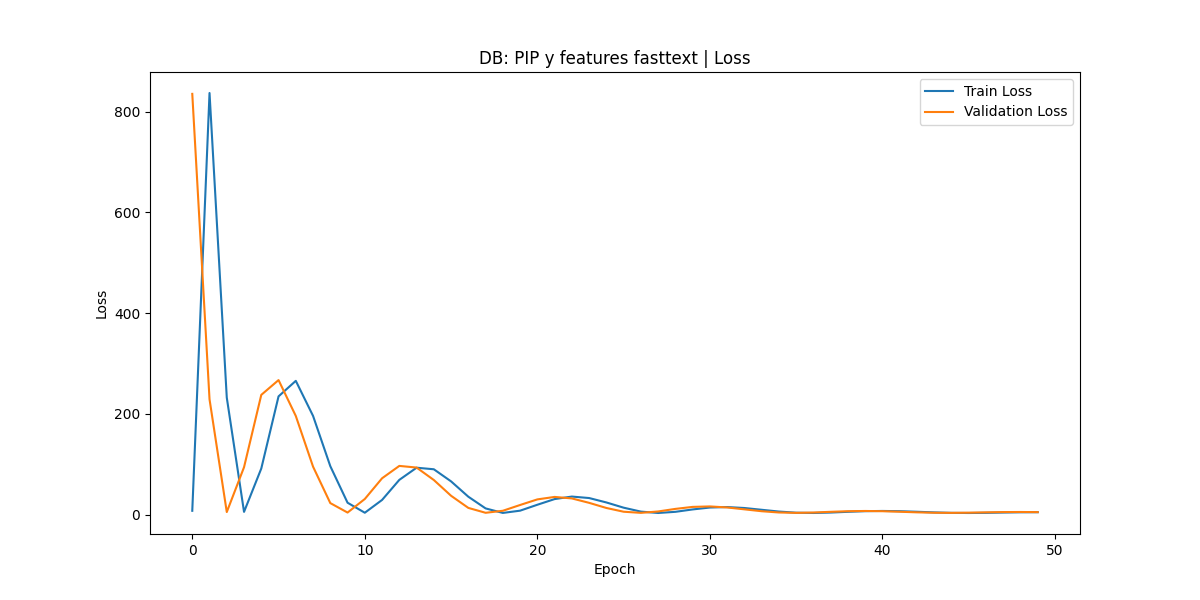 DB: PIP y features fasttext | Loss
Train Loss
Validation Loss
Loss
800
600
400
200
0
0 10 20 30 40 50
Epoch